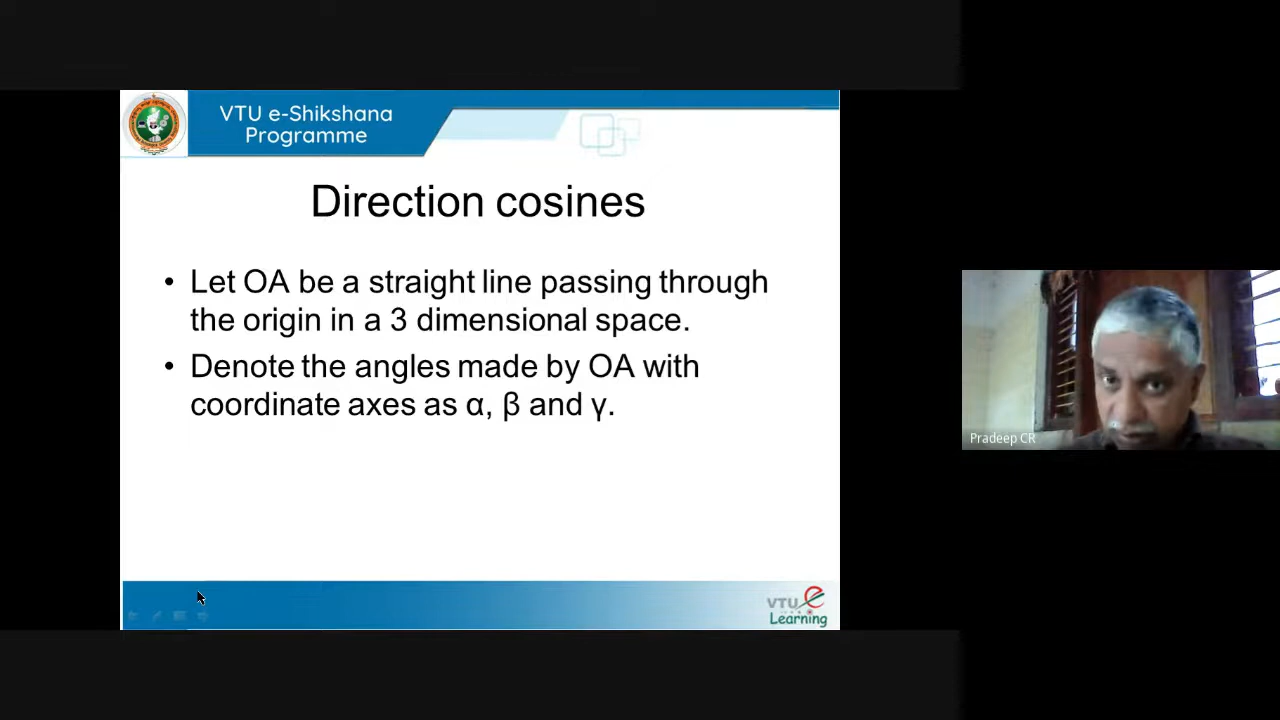 VTU e-Shikshana
Programme
Direction cosines
• Let OA be a straight line passing through
the origin in a 3 dimensional space.
• Denote the angles made by OA with
coordinate axes as α, β and γ.
Pradeep CR
VTU e
Learning